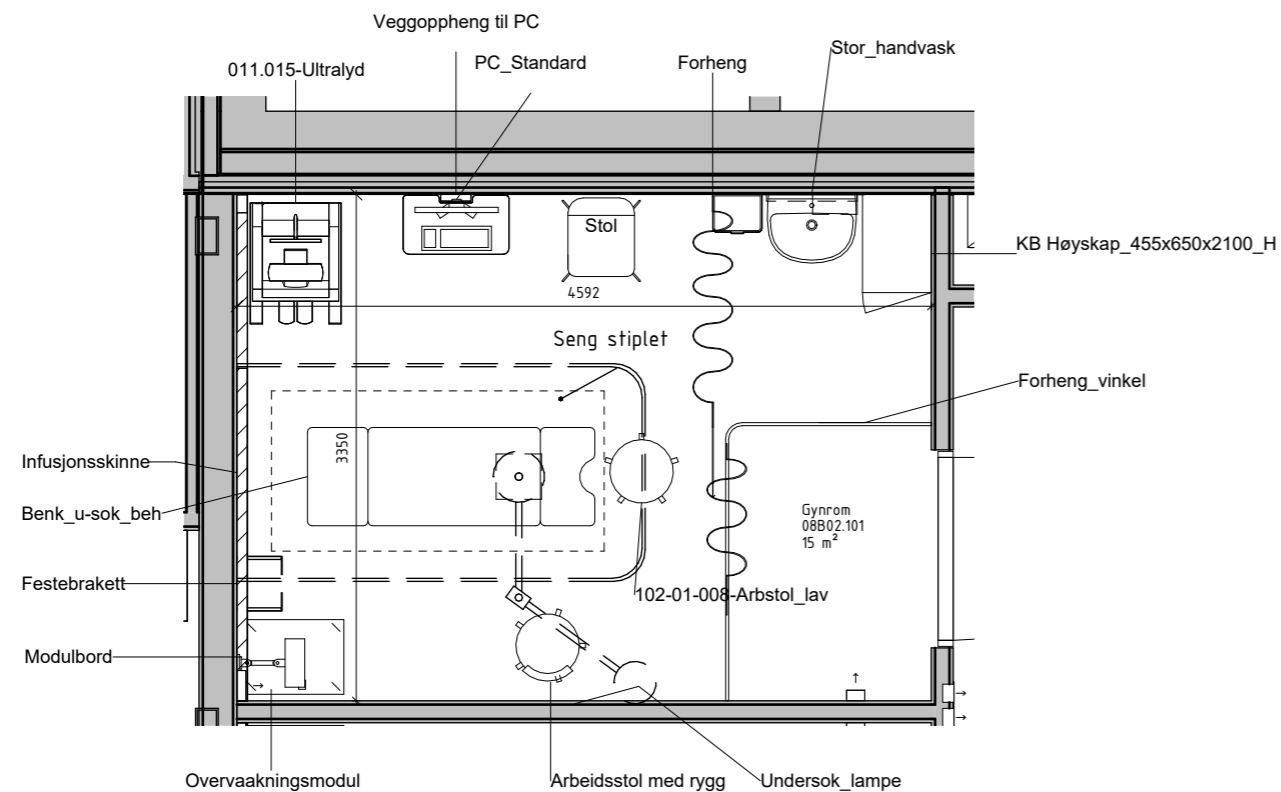 Veggoppheng til PC
011.015-Ultralyd
PC_Standard
Forheng
Stor_handvask
Stol
KB Høyskap_455x650x2100_H
4592
Seng stiplet
Forheng_vinkel
3350
Infusjonsskinne
Benk_u-sok_beh
Gynrom
08B02.101
15 m²
Festebrakett
102-01-008-Arbstol_lav
Modulbord
Overvaakningsmodul
Arbeidsstol med rygg
Undersok_lampe